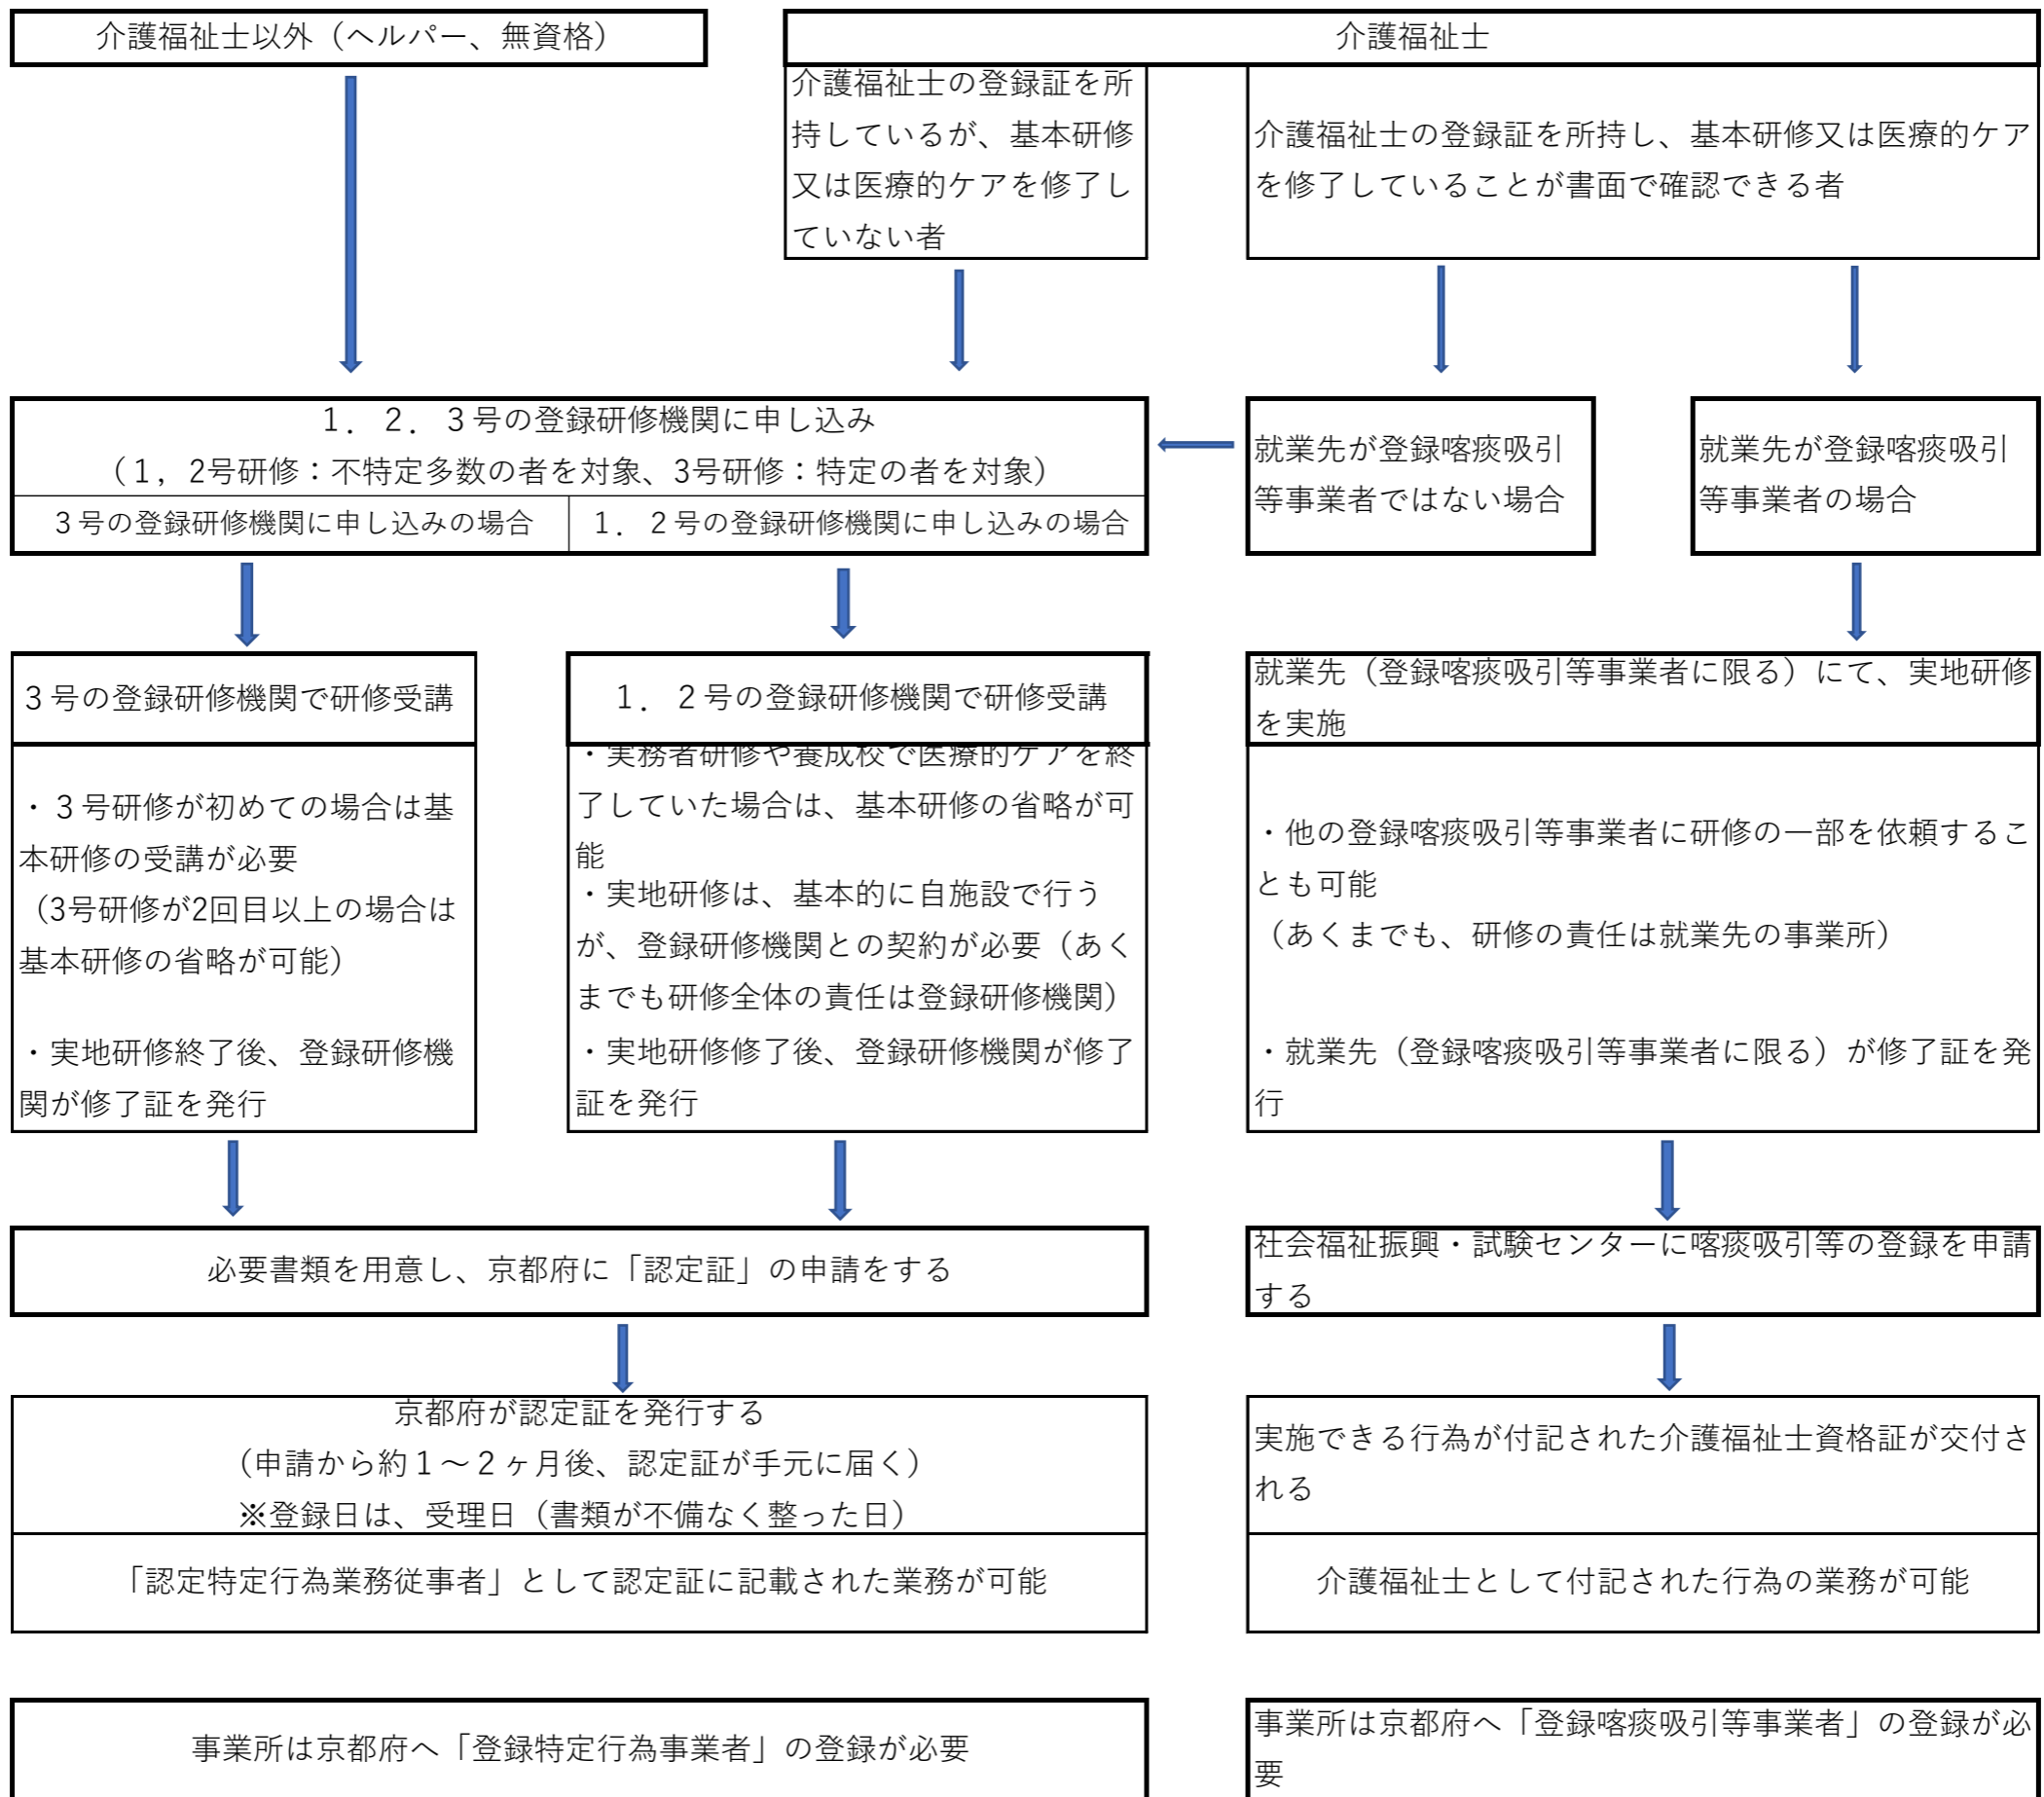 介護福祉士以外（ヘルパー、無資格）
介護福祉士
介護福祉士の登録証を所
持しているが、基本研修
又は医療的ケアを修了し
ていない者
介護福祉士の登録証を所持し、基本研修又は医療的ケア
を修了していることが書面で確認できる者
１．２．３号の登録研修機関に申し込み
（１，2号研修：不特定多数の者を対象、3号研修：特定の者を対象）
３号の登録研修機関に申し込みの場合
１．２号の登録研修機関に申し込みの場合
就業先が登録喀痰吸引
等事業者ではない場合
就業先が登録喀痰吸引
等事業者の場合
３号の登録研修機関で研修受講
・３号研修が初めての場合は基
本研修の受講が必要
（3号研修が2回目以上の場合は
基本研修の省略が可能）
・実地研修終了後、登録研修機
関が修了証を発行
１．２号の登録研修機関で研修受講
・実務者研修や養成校で医療的ケアを終
了していた場合は、基本研修の省略が可
能
・実地研修は、基本的に自施設で行う
が、登録研修機関との契約が必要（あく
までも研修全体の責任は登録研修機関）
・実地研修修了後、登録研修機関が修了
証を発行
就業先（登録喀痰吸引等事業者に限る）にて、実地研修
を実施
・他の登録喀痰吸引等事業者に研修の一部を依頼するこ
とも可能
（あくまでも、研修の責任は就業先の事業所）
・就業先（登録喀痰吸引等事業者に限る）が修了証を発
行
必要書類を用意し、京都府に「認定証」の申請をする
社会福祉振興・試験センターに喀痰吸引等の登録を申請
する
京都府が認定証を発行する
（申請から約１～２ヶ月後、認定証が手元に届く）
※登録日は、受理日（書類が不備なく整った日）
「認定特定行為業務従事者」として認定証に記載された業務が可能
実施できる行為が付記された介護福祉士資格証が交付さ
れる
介護福祉士として付記された行為の業務が可能
事業所は京都府へ「登録特定行為事業者」の登録が必要
事業所は京都府へ「登録喀痰吸引等事業者」の登録が必
要